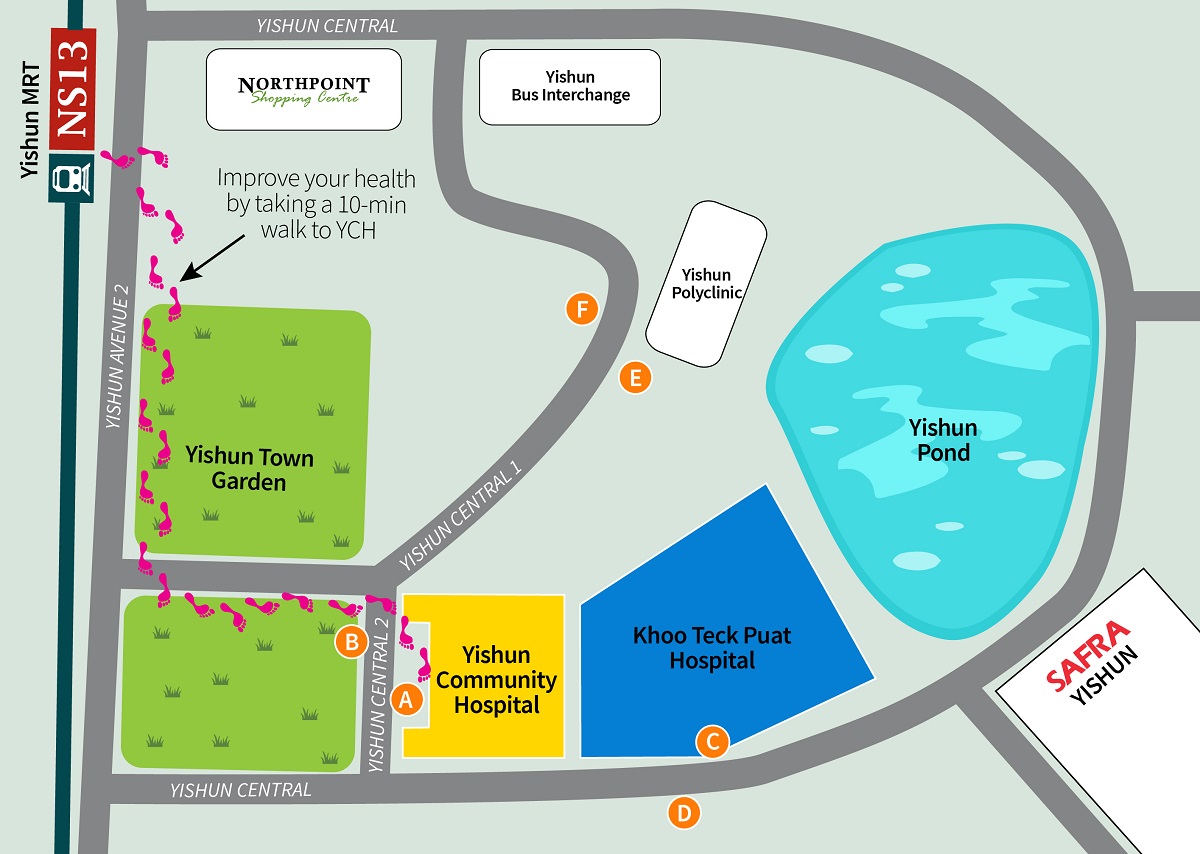 YISHUN CENTRAL
Yishun MRT
NS13
NORTHPOINT
Shopping Centre
Yishun
Bus Interchange
Improve your health
by taking a 10-min
walk to YCH
Yishun
Polyclinic
F
E
YISHUN AVENUE 2
Yishun Town
Garden
Yishun
Pond
YISHUN CENTRAL 1
B
YISHUN CENTRAL 2
A
Yishun
Community
Hospital
Khoo Teck Puat
Hospital
SAFRA
YISHUN
C
YISHUN CENTRAL
D